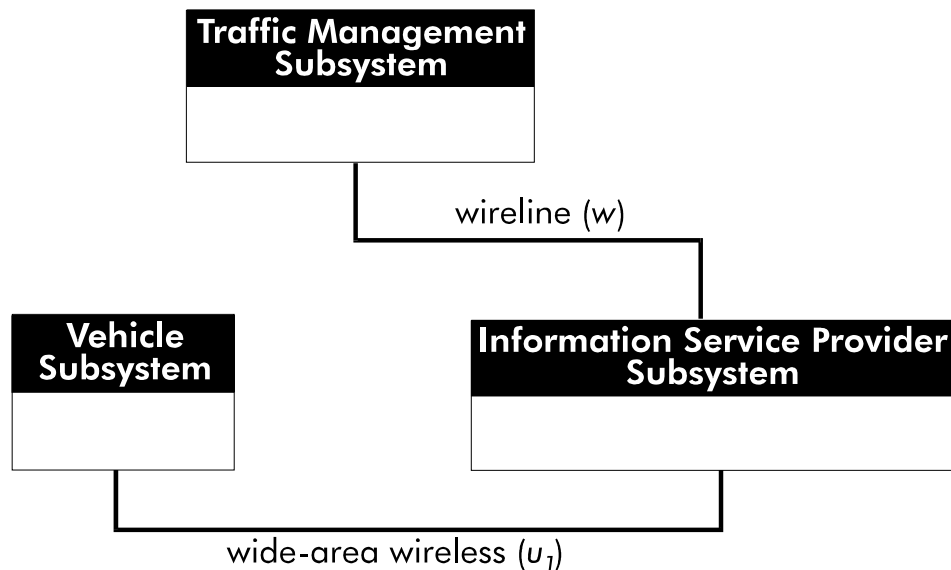 Traffic Management
Subsystem
wireline (w)
Vehicle
Subsystem
Information Service Provider
Subsystem
wide-area wireless (u₁)